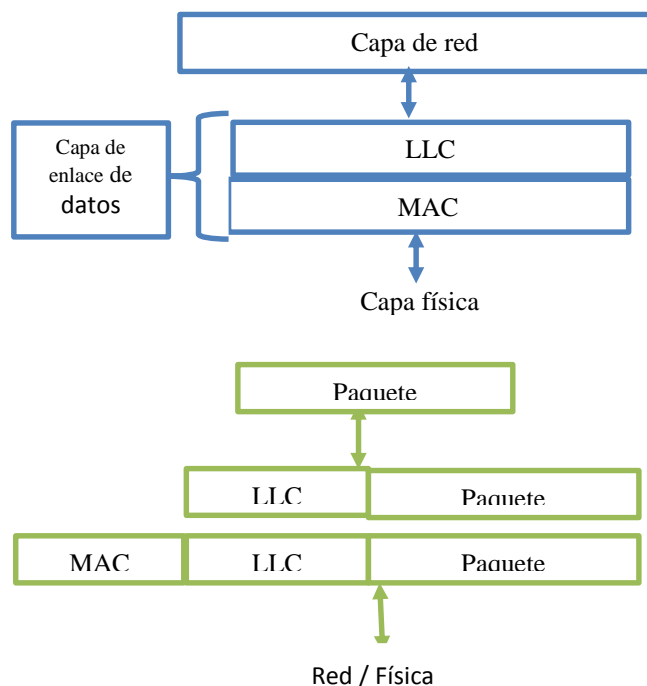 Capa de red
Capa de
enlace de
datos
LLC
MAC
Capa física
Paquete
LLC
Paquete
MAC
LLC
Paquete
Red / Física